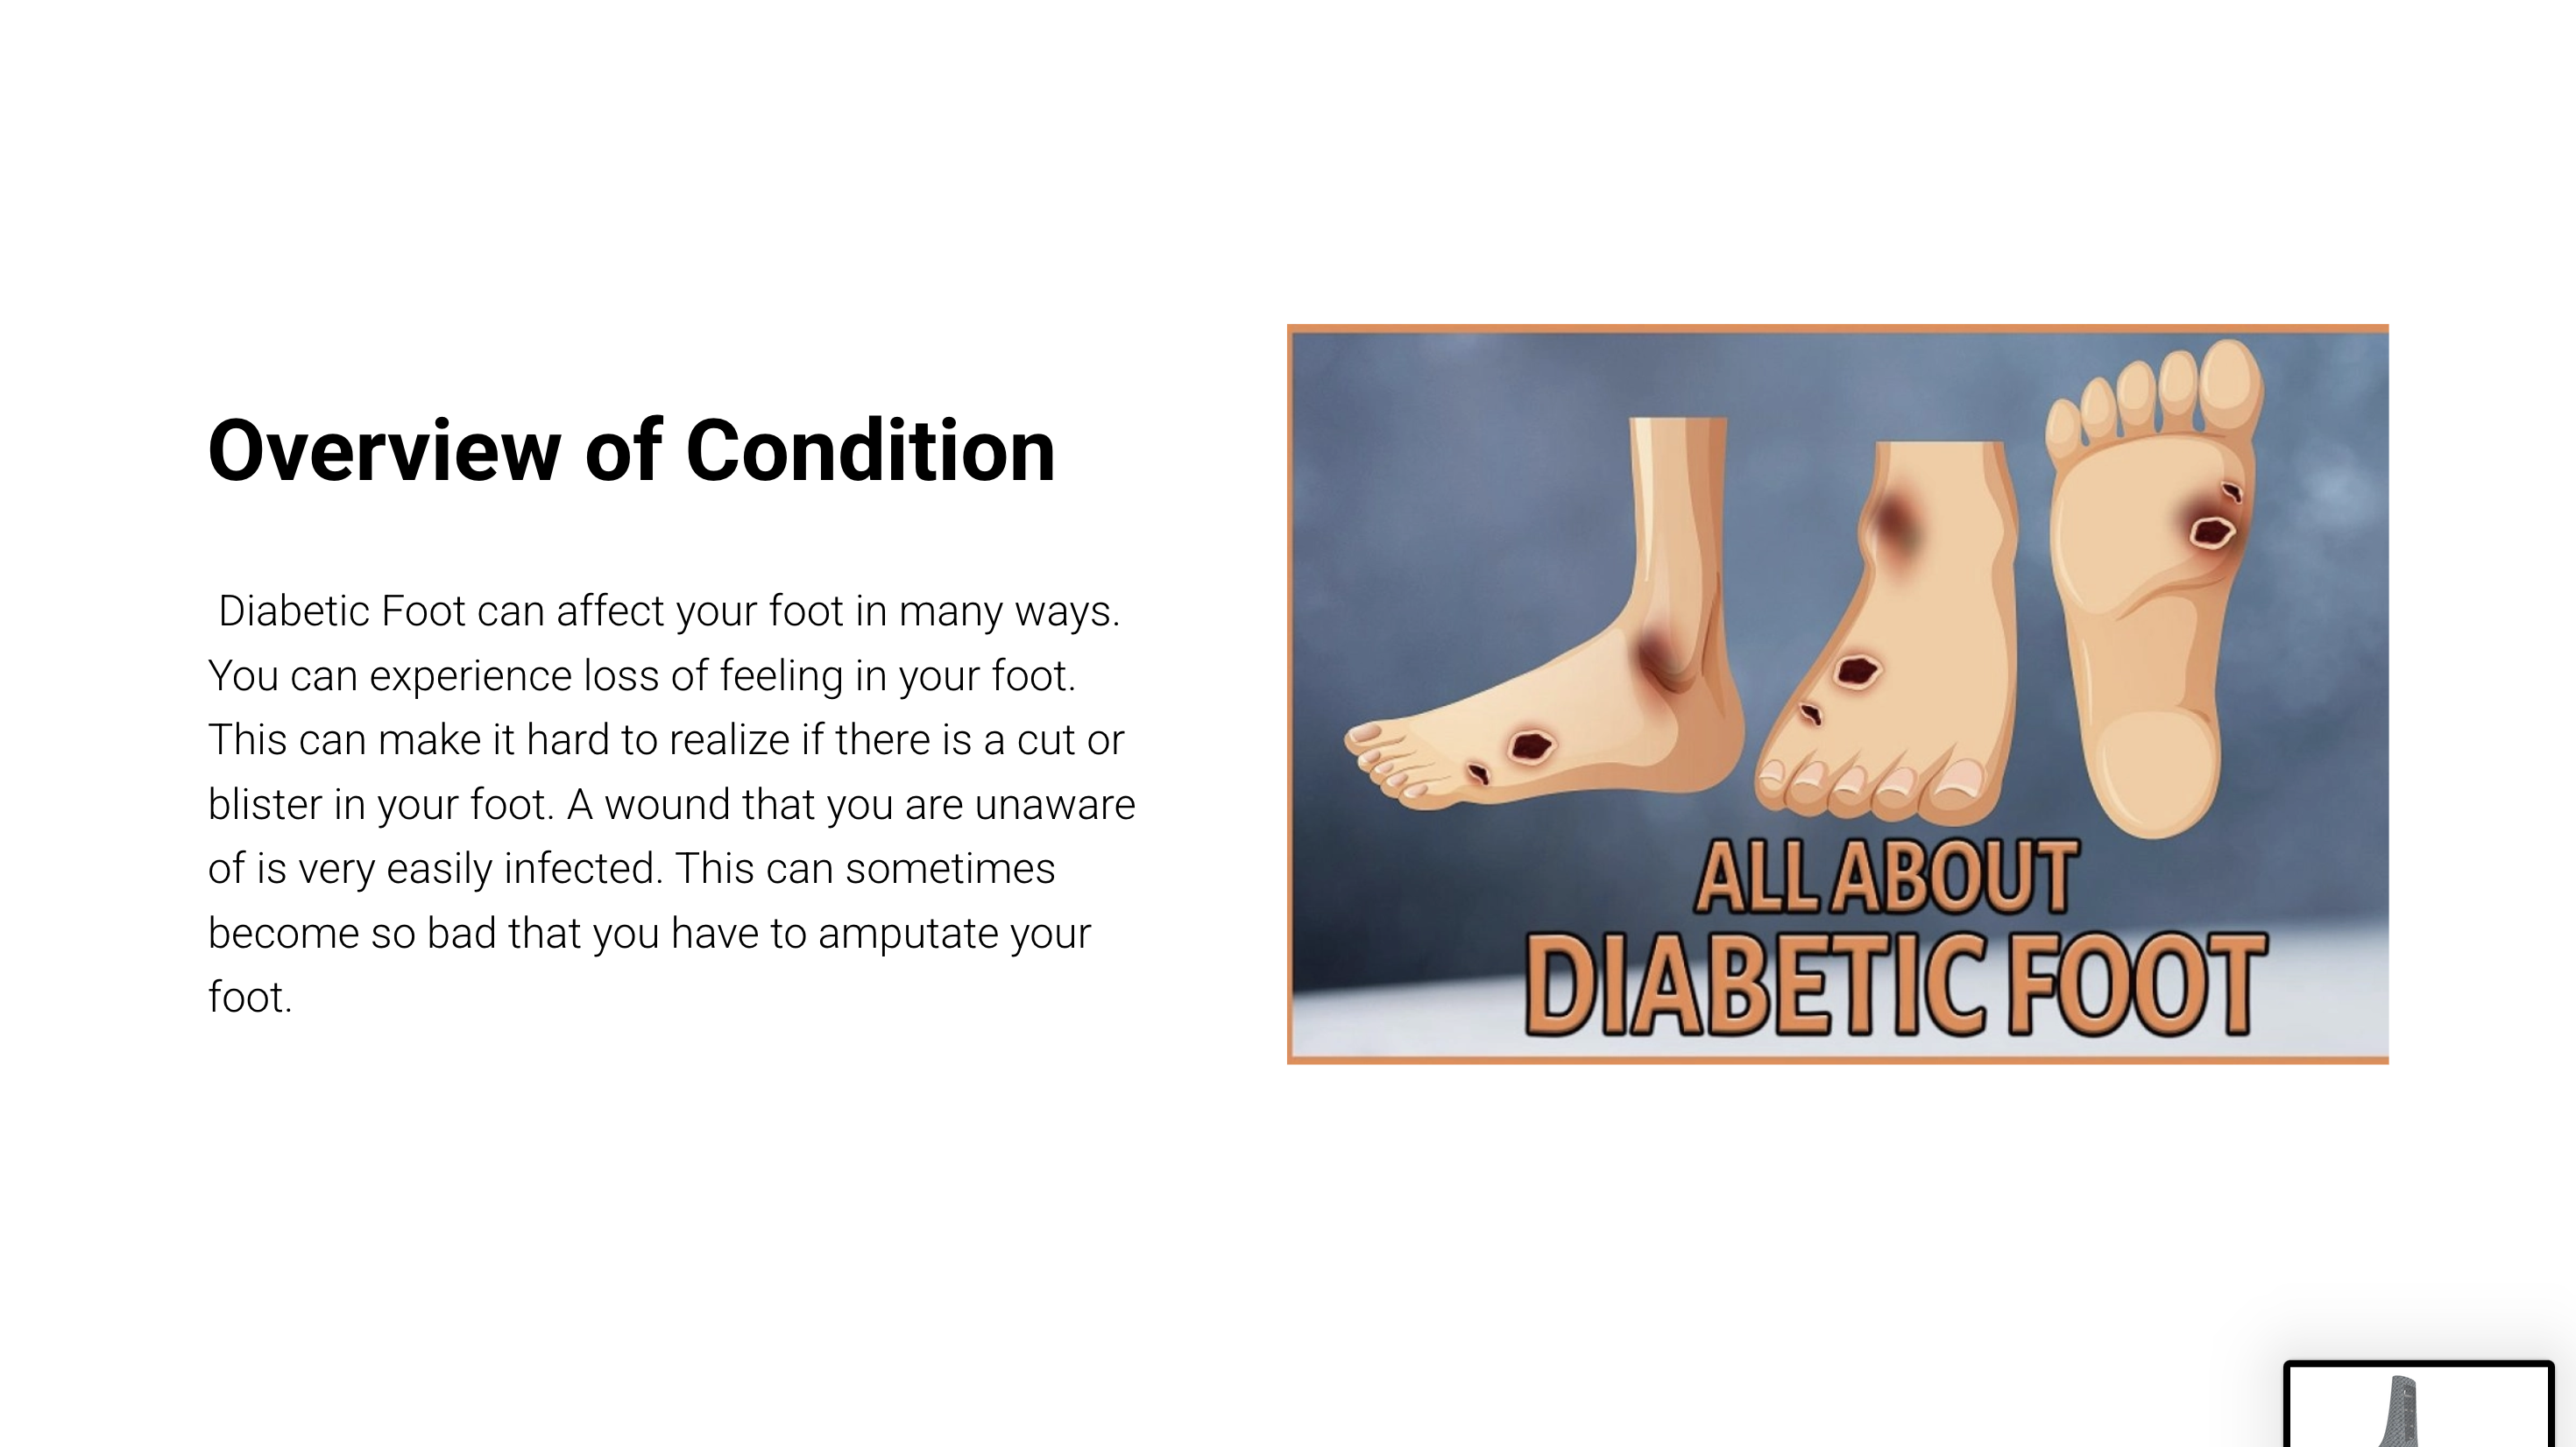 Overview of Condition
Diabetic Foot can affect your foot in many ways.
You can experience loss of feeling in your foot.
This can make it hard to realize if there is a cut or
blister in your foot. A wound that you are unaware
of is very easily infected. This can sometimes
become so bad that you have to amputate your
foot.
ALL ABOUT
DIABETIC FOOT